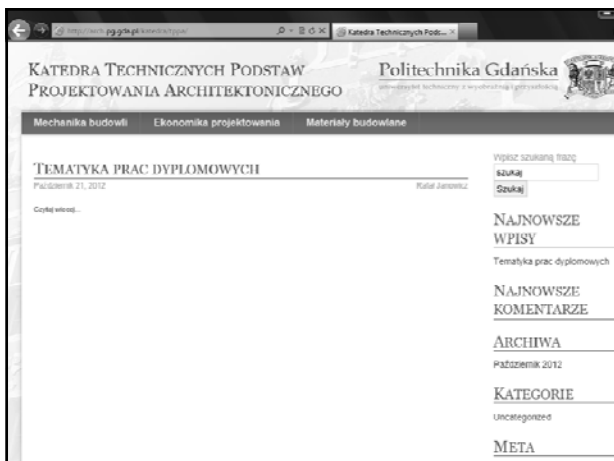 Katedra Technicznych Pods...
Katedra Technicznych Podstaw
Projektowania Architektonicznego
Politechnika Gdańska
Mechanika budowli Ekonomika projektowania Materiały budowlane
Tematyka prac dyplomowych
Październik 21, 2012 Rafał Janowicz
Czytaj więcej...
Wpisz szukaną frazę
szukaj
Szukaj
Najnowsze
wpisy
Tematyka prac dyplomowych
Najnowsze
komentarze
Archiwa
Październik 2012
Kategorie
Uncategorized
Meta